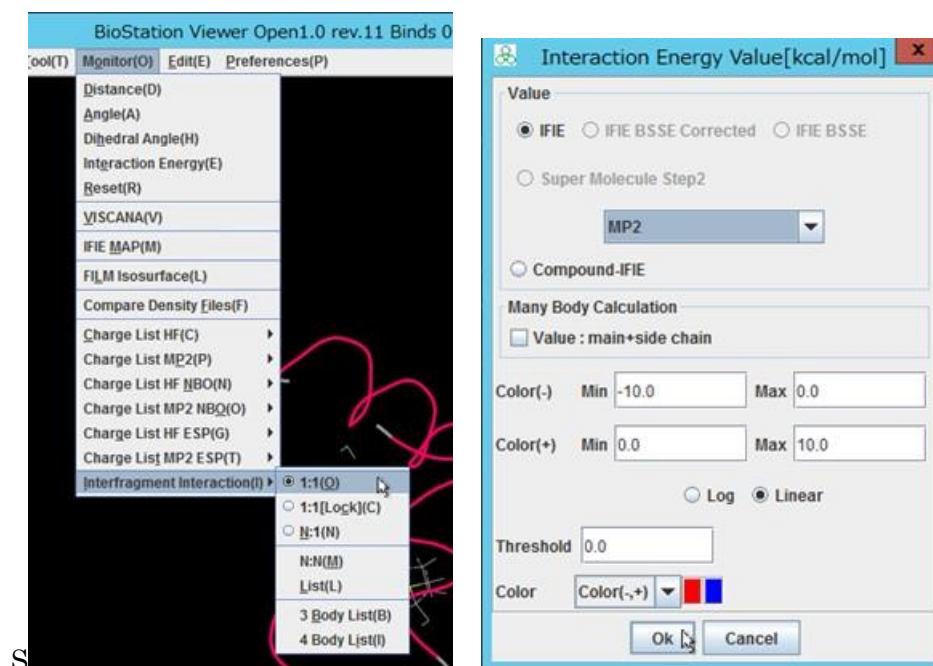 BioStation Viewer Open1.0 rev.11 Binds 0
ool(T) Monitor(O) Edit(E) Preferences(P)
Distance(D)
Angle(A)
Dihedral Angle(H)
Interaction Energy(E)
Reset(R)
VISCANA(V)
IFIE MAP(M)
FILM Isosurface(L)
Compare Density Files(F)
Charge List HF(C)
Charge List MP2(P)
Charge List HF NBO(N)
Charge List MP2 NBO(O)
Charge List HF ESP(G)
Charge List MP2 ESP(T)
Interfragment Interaction(I)
1:1(O)
1:1[Lock](C)
N:1(N)
N:N(M)
List(L)
3 Body List(B)
4 Body List(I)
S
Interaction Energy Value[kcal/mol] x
Value
IFIE IFIE BSSE Corrected IFIE BSSE
Super Molecule Step2
MP2
Compound-IFIE
Many Body Calculation
Value : main+side chain
Color(-) Min -10.0 Max 0.0
Color(+) Min 0.0 Max 10.0
Log Linear
Threshold 0.0
Color Color(-,+)
Ok Cancel